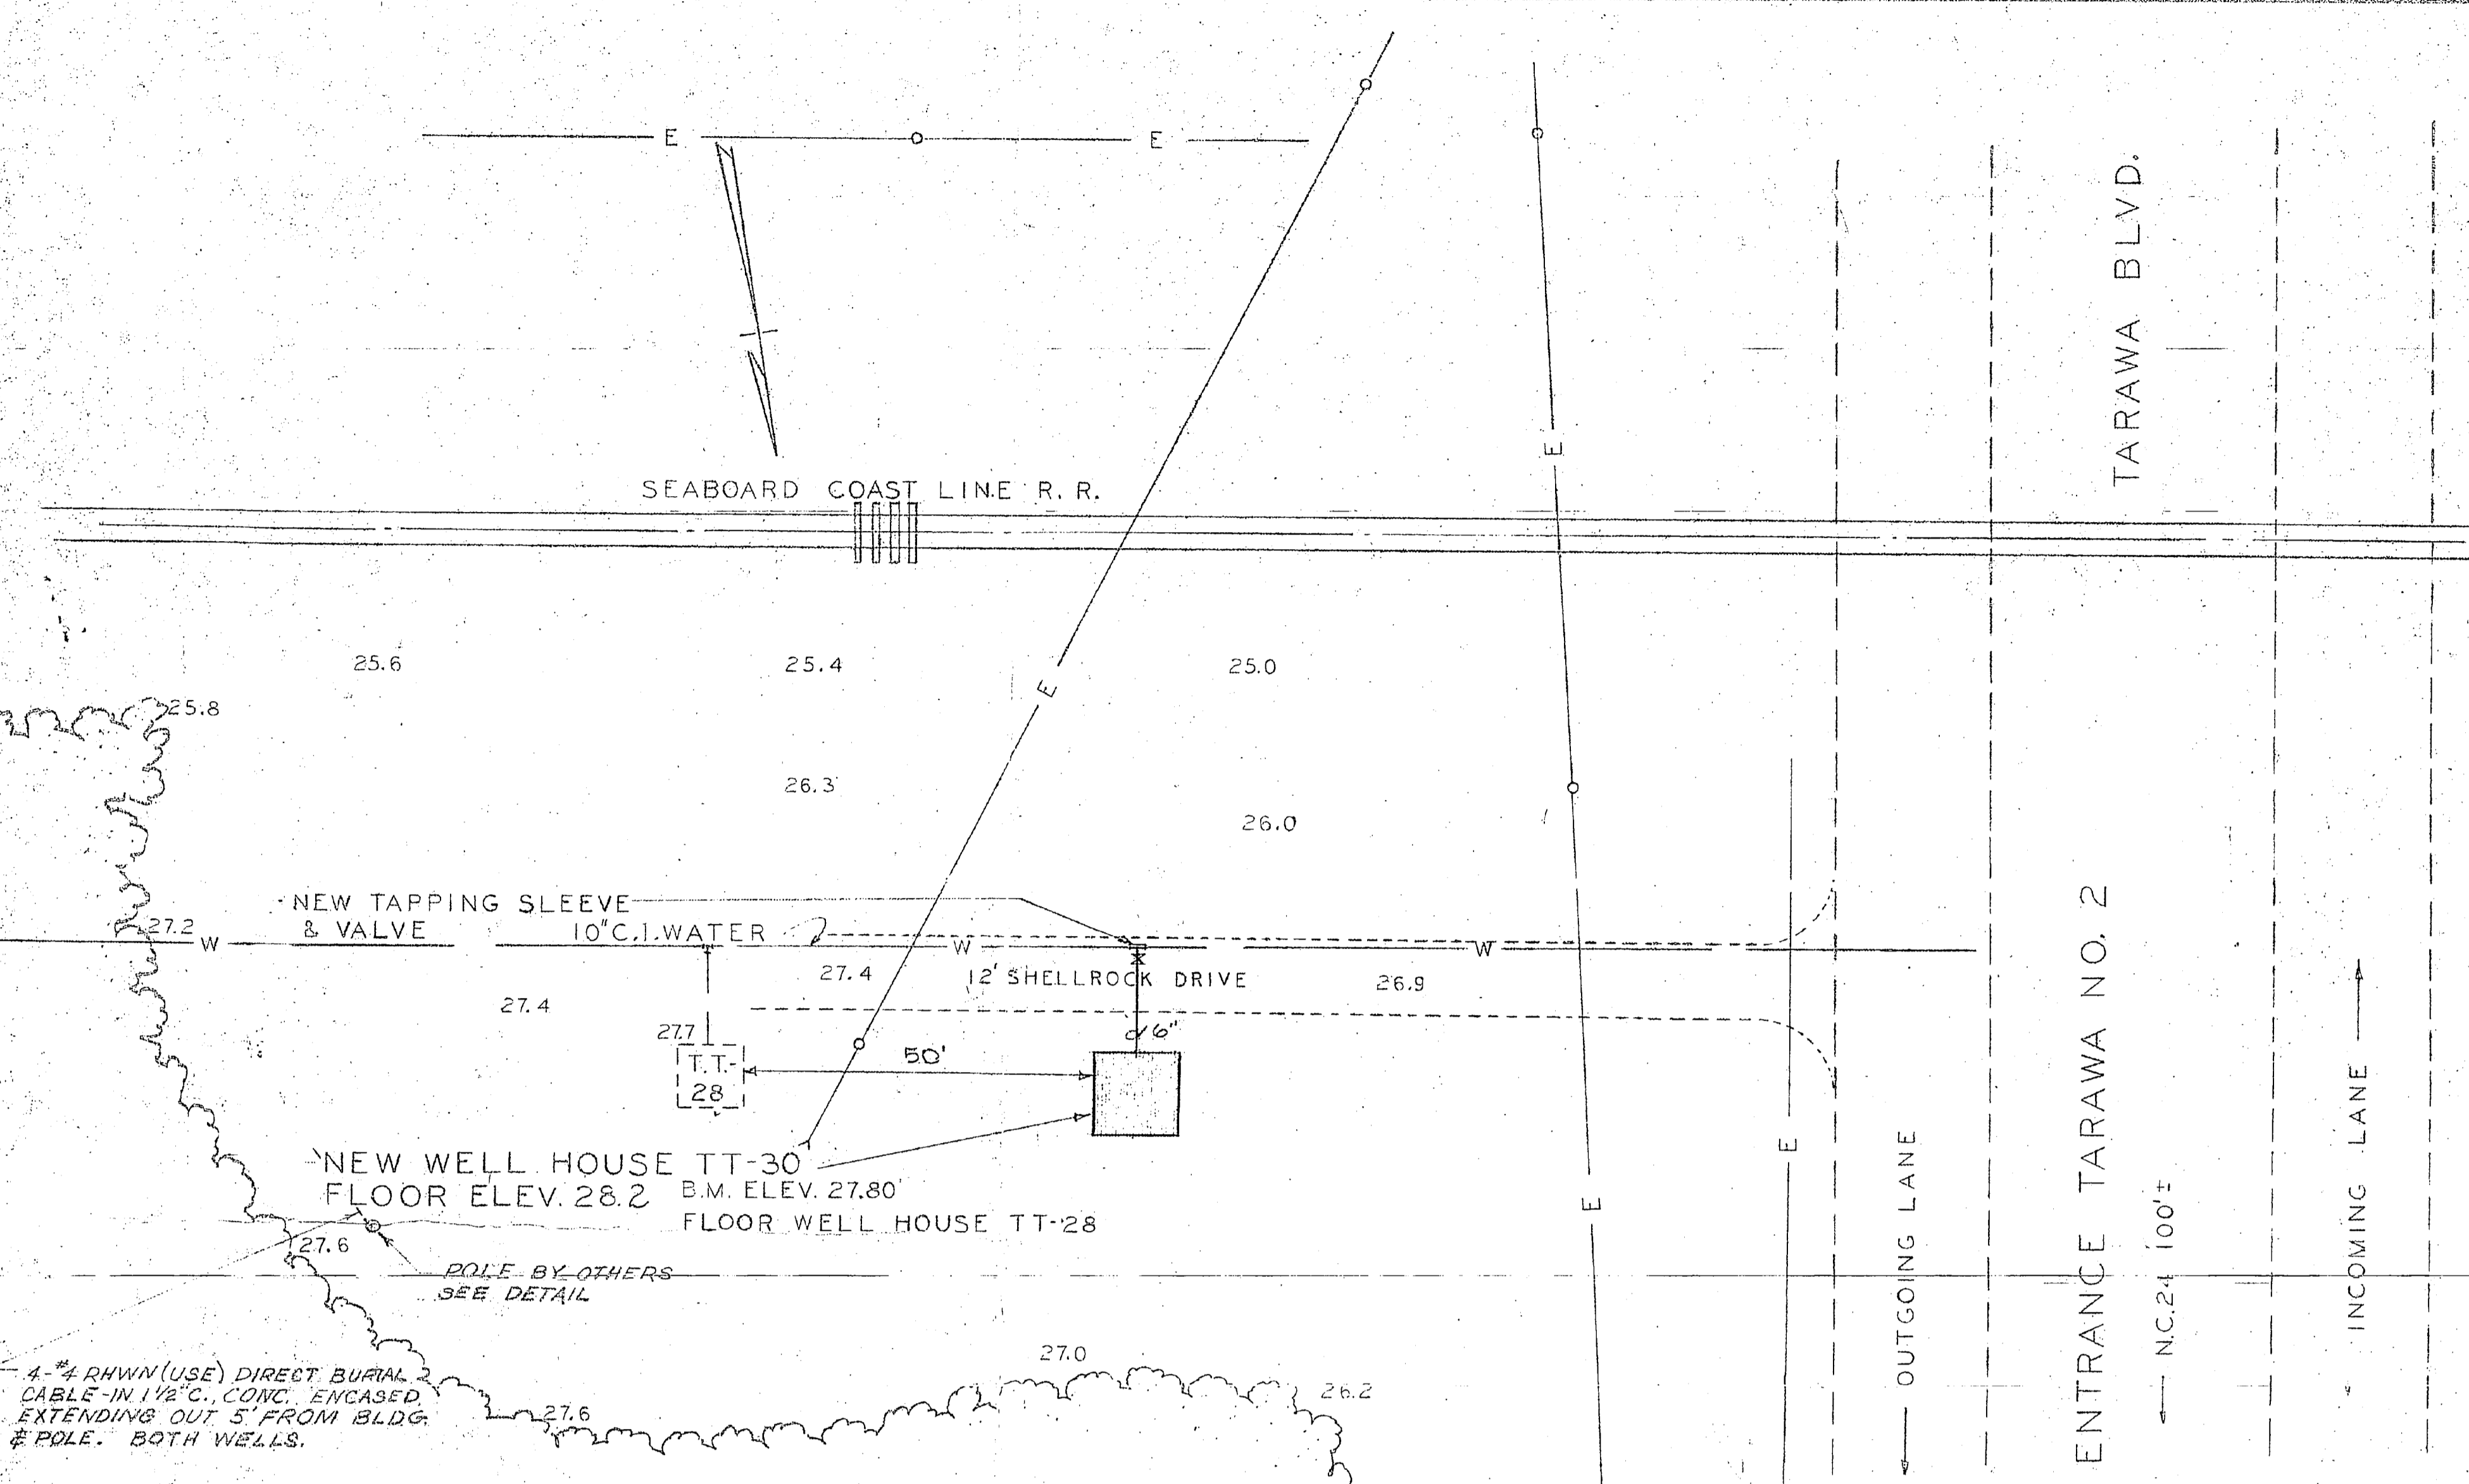 E E
TARAWA BLVD.
E
SEABOARD COAST LINE R. R.
25.6 25.4 25.0
E
25.8
26.3
26.0
NEW TAPPING SLEEVE
& VALVE
10" C.I. WATER
27.2
W W W
27.4
12' SHELLROCK DRIVE
26.9
27.4
27.7
6"
T.T.-
28
50'
NEW WELL HOUSE TT-30
FLOOR ELEV. 28.2
B.M. ELEV. 27.80
FLOOR WELL HOUSE TT-28
E
E
OUTGOING LANE
ENTRANCE TARAWA NO. 2
N.C. 24 100'±
INCOMING LANE
27.6
POLE BY OTHERS
SEE DETAIL
27.0
26.2
27.6
4-#4 RHWN (USE) DIRECT BURIAL
CABLE-IN 1 1/2" C., CONC. ENCASED
EXTENDING OUT 5' FROM BLDG.
& POLE. BOTH WELLS.